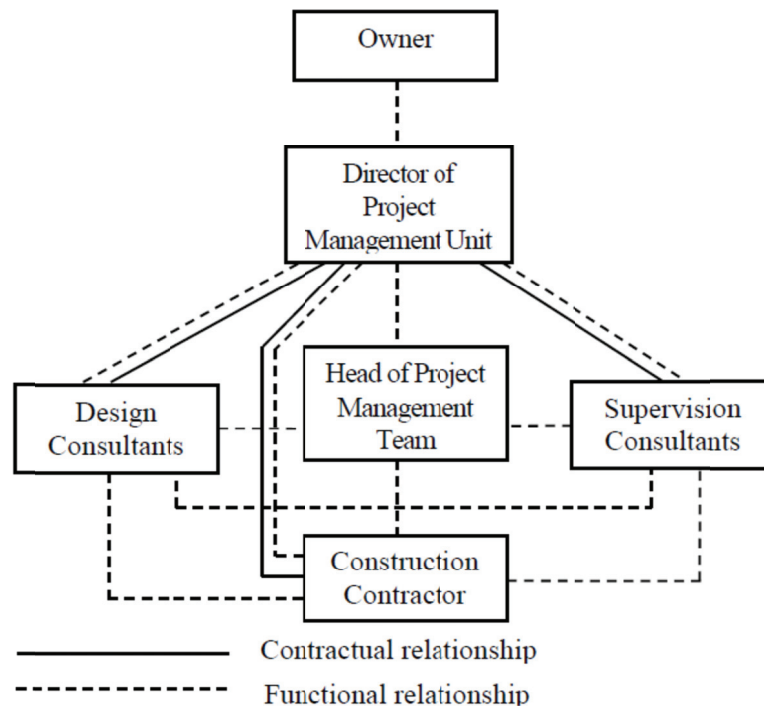 Owner
Director of
Project
Management Unit
Head of Project
Management
Team
Design
Consultants
Supervision
Consultants
Construction
Contractor
Contractual relationship
Functional relationship